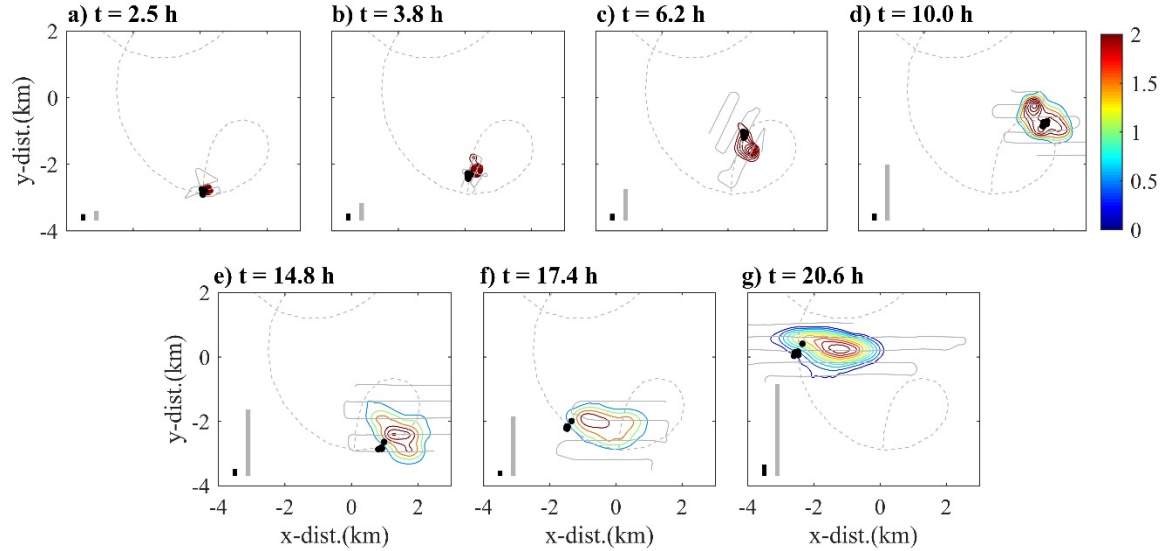 a) t = 2.5 h
b) t = 3.8 h
c) t = 6.2 h
d) t = 10.0 h
2
0
-2
-4
y-dist.(km)
2
1.5
1
0.5
0
e) t = 14.8 h
f) t = 17.4 h
g) t = 20.6 h
2
0
-2
-4
y-dist.(km)
-4 -2 0 2
-4 -2 0 2
-4 -2 0 2
x-dist.(km)
x-dist.(km)
x-dist.(km)